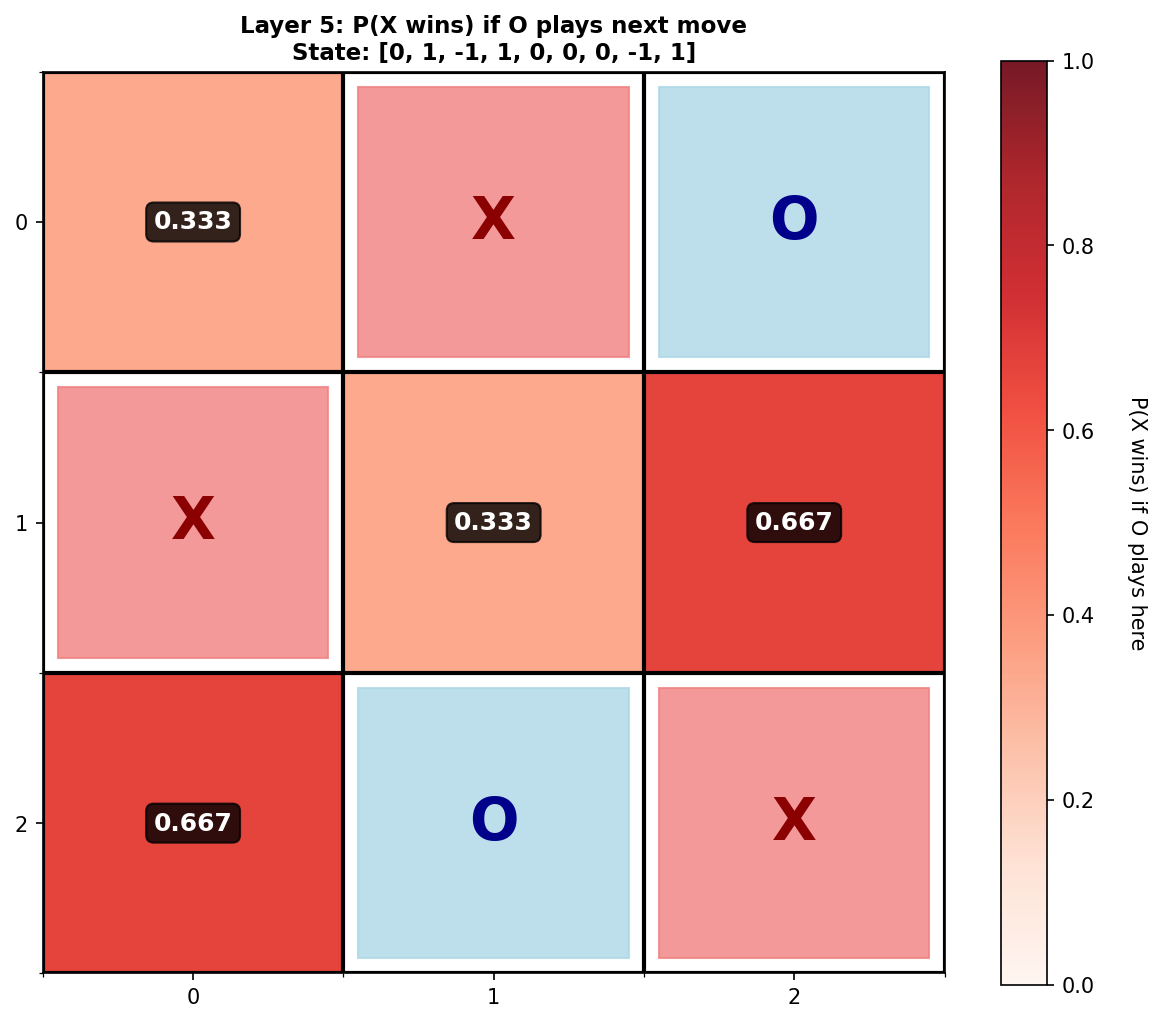 Layer 5: P(X wins) if O plays next move
State: [0, 1, -1, 1, 0, 0, 0, -1, 1]
0
0.333
X
O
1
X
0.333
0.667
2
0.667
O
X
0
1
2
1.0
0.8
0.6
0.4
0.2
0.0
P(X wins) if O plays here